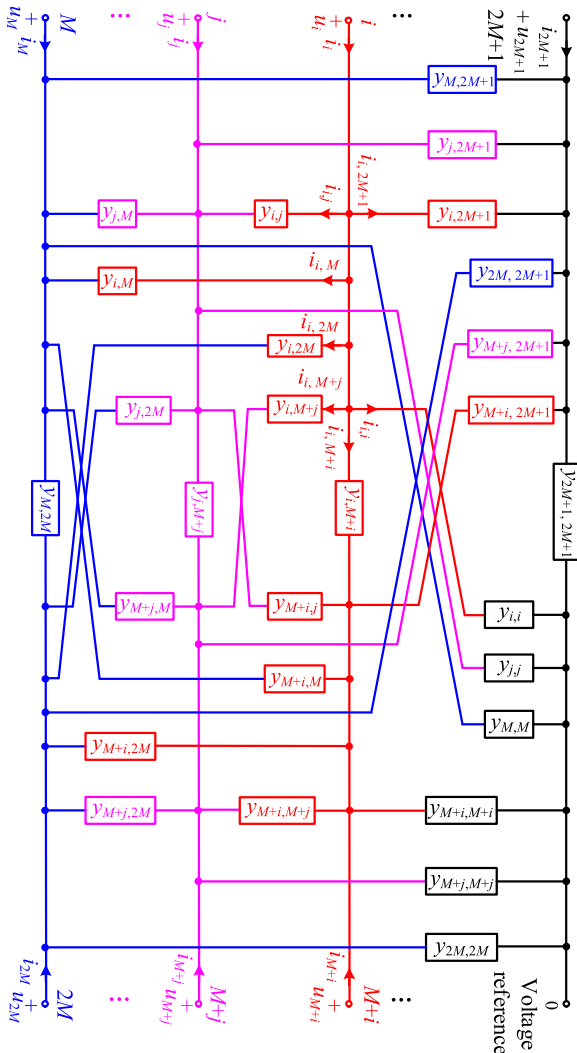 M
+
u_M
i_M
...
j
+
u_j
i_j
i
+
u_i
i_i
...
i_{2M+1}
+ u_{2M+1}
2M+1
y_{M,2M+1}
y_{j,2M+1}
i_{i, 2M+1}
y_{j,M}
y_{i,j}
i_{i,j}
y_{i,2M+1}
y_{i,M}
i_{i, M}
y_{2M, 2M+1}
i_{i, 2M}
y_{i,2M}
y_{M+j, 2M+1}
i_{i, M+j}
y_{j,2M}
y_{i,M+j}
i_{i,i}
i_{i, M+i}
y_{M+i, 2M+1}
y_{M,2M}
y_{j,M+j}
y_{i,M+i}
y_{2M+1, 2M+1}
y_{M+j,M}
y_{M+i,j}
y_{i,i}
y_{j,j}
y_{M+i,M}
y_{M,M}
y_{M+i,2M}
y_{M+j,2M}
y_{M+i,M+j}
y_{M+i,M+i}
y_{M+j,M+j}
y_{2M,2M}
i_{2M}
u_{2M}
+
2M
...
i_{M+j}
u_{M+j}
+
M+j
i_{M+i}
u_{M+i}
+
M+i
...
Voltage
reference
0